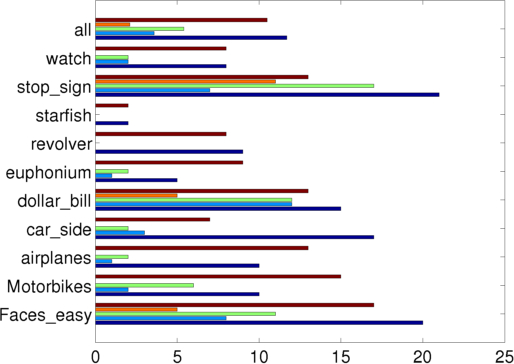 all
watch
stop_sign
starfish
revolver
euphonium
dollar_bill
car_side
airplanes
Motorbikes
Faces_easy
0 5 10 15 20 25